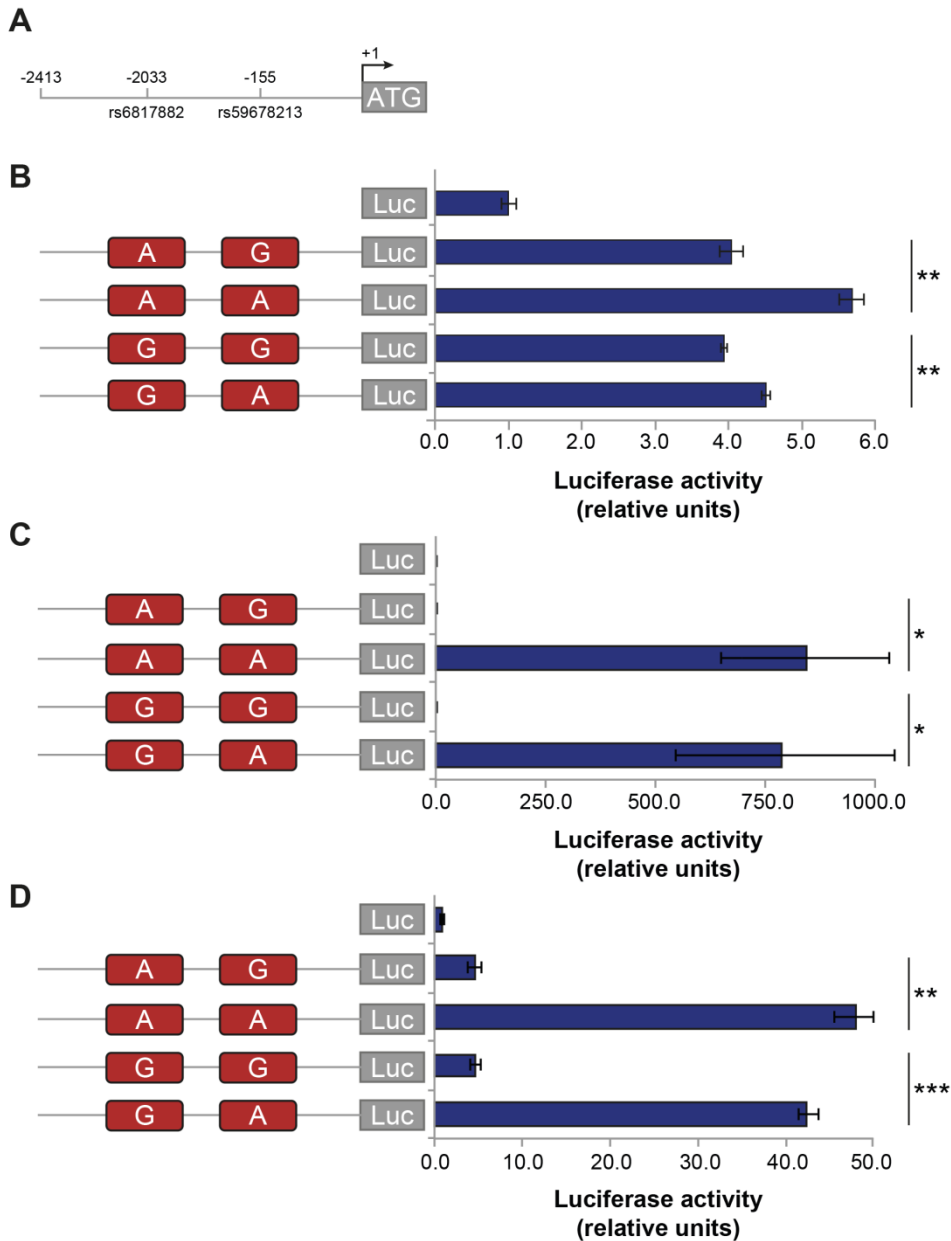 A
+1
-2413 -2033 -155
rs6817882 rs59678213 ATG
B
Luc
A G Luc
A A Luc
**
G G Luc
G A Luc
**
0.0 1.0 2.0 3.0 4.0 5.0 6.0
Luciferase activity
(relative units)
C
Luc
A G Luc
A A Luc
*
G G Luc
G A Luc
*
0.0 250.0 500.0 750.0 1000.0
Luciferase activity
(relative units)
D
Luc
A G Luc
A A Luc
**
G G Luc
G A Luc
***
0.0 10.0 20.0 30.0 40.0 50.0
Luciferase activity
(relative units)